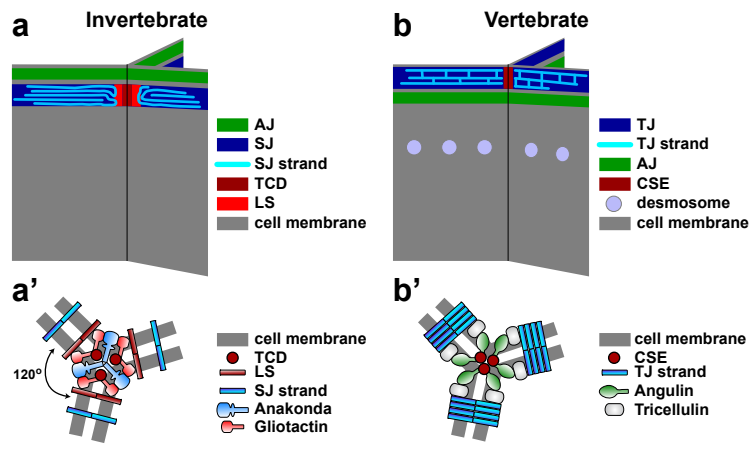 a
Invertebrate
AJ
SJ
SJ strand
TCD
LS
cell membrane
b
Vertebrate
TJ
TJ strand
AJ
CSE
desmosome
cell membrane
a'
120°
cell membrane
TCD
LS
SJ strand
Anakonda
Gliotactin
b'
cell membrane
CSE
TJ strand
Angulin
Tricellulin